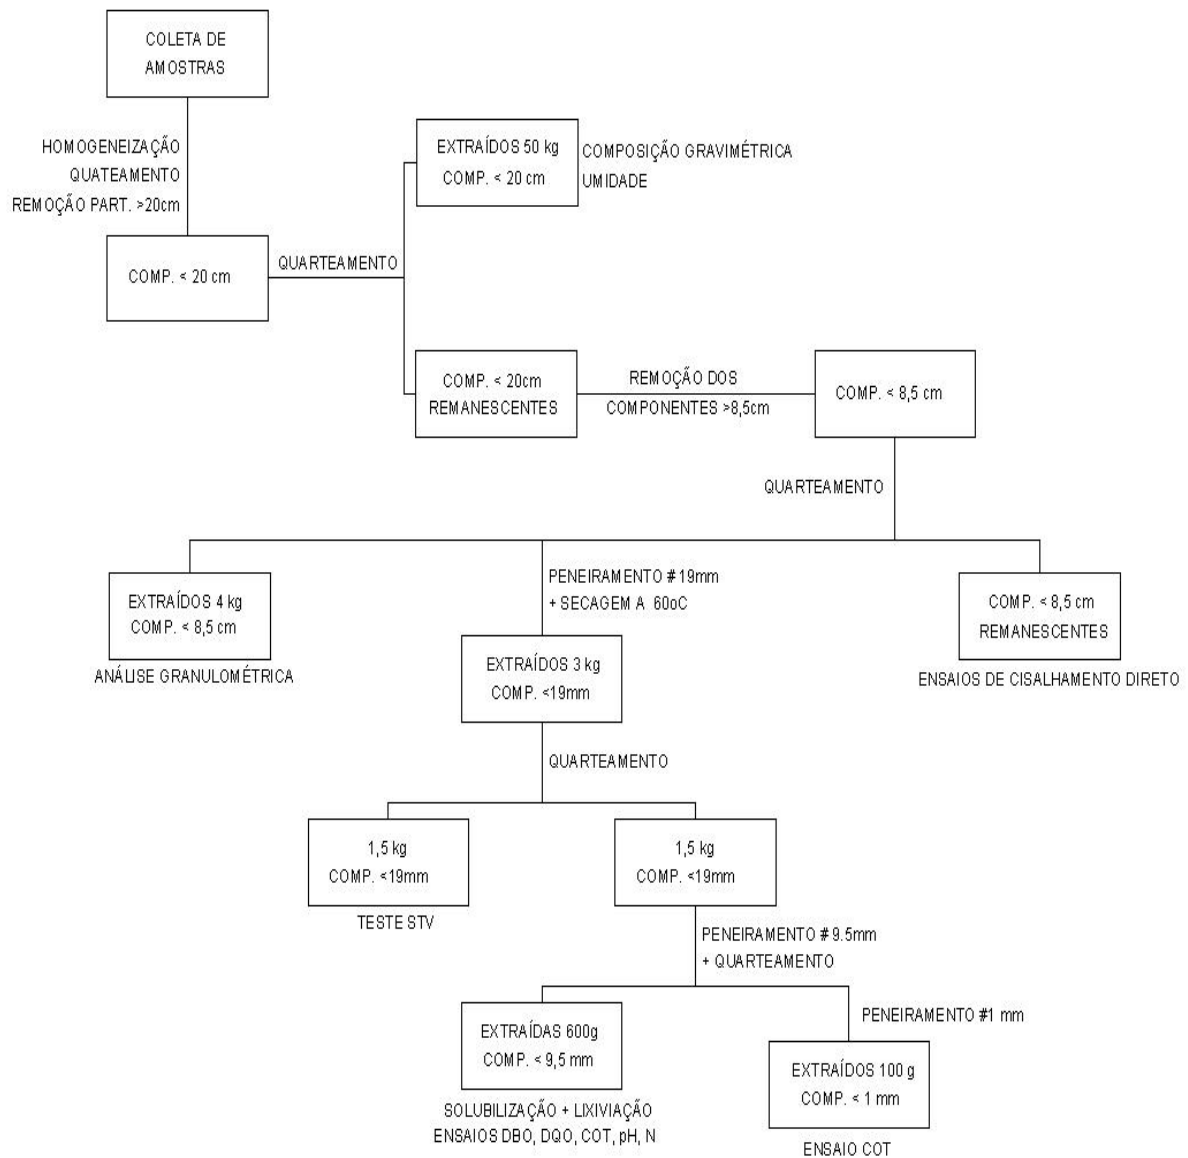 COLETA DE
AMOSTRAS
HOMOGENEIZAÇÃO
QUATEAMENTO
REMOÇÃO PART. >20cm
EXTRAÍDOS 50 kg
COMP. < 20 cm
COMPOSIÇÃO GRAVIMÉTRICA
UMIDADE
COMP. < 20 cm
QUARTEAMENTO
COMP. < 20cm
REMANESCENTES
REMOÇÃO DOS
COMPONENTES >8,5cm
COMP. < 8,5 cm
QUARTEAMENTO
EXTRAÍDOS 4 kg
COMP. < 8,5 cm
ANÁLISE GRANULOMÉTRICA
PENEIRAMENTO # 19mm
+ SECAGEM A 60oC
EXTRAÍDOS 3 kg
COMP. <19mm
COMP. < 8,5 cm
REMANESCENTES
ENSAIOS DE CISALHAMENTO DIRETO
QUARTEAMENTO
1,5 kg
COMP. <19mm
TESTE STV
1,5 kg
COMP. <19mm
PENEIRAMENTO # 9.5mm
+ QUARTEAMENTO
EXTRAÍDAS 600g
COMP. < 9,5 mm
SOLUBILIZAÇÃO + LIXIVIAÇÃO
ENSAIOS DBO, DQO, COT, pH, N
PENEIRAMENTO #1 mm
EXTRAÍDOS 100 g
COMP. < 1 mm
ENSAIO COT